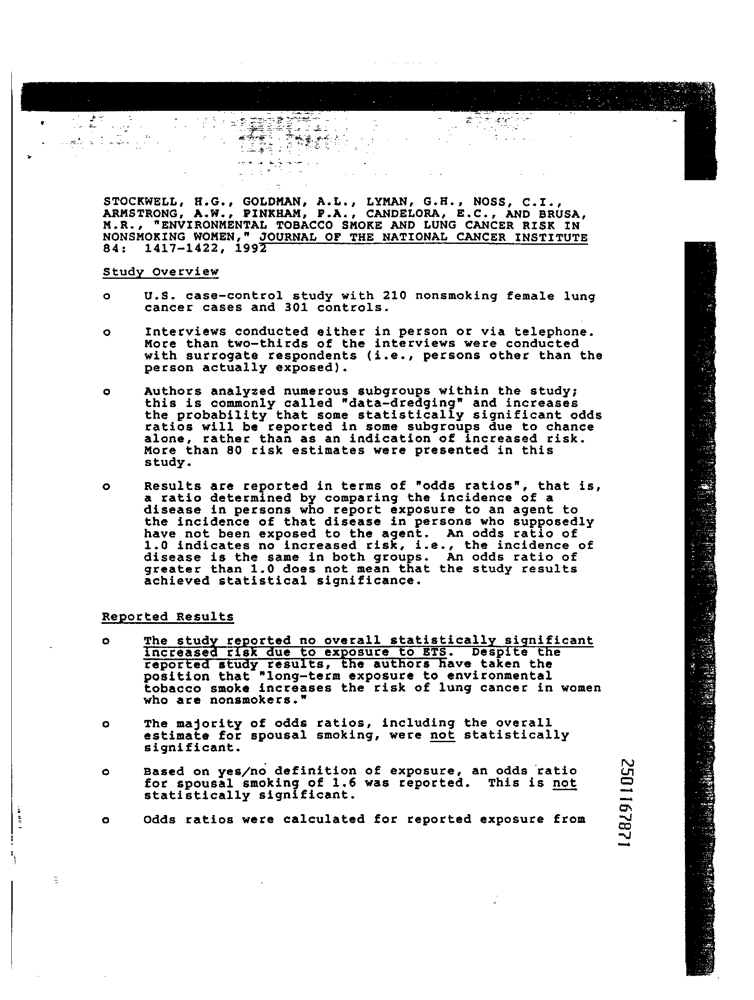 STOCKWELL, H.G., GOLDMAN, A.L., LYMAN, G.H., NOSS, C.I.,
ARMSTRONG, A.W., PINKHAM, P.A., CANDELORA, E.C., AND BRUSA,
M.R., "ENVIRONMENTAL TOBACCO SMOKE AND LUNG CANCER RISK IN
NONSMOKING WOMEN," JOURNAL OF THE NATIONAL CANCER INSTITUTE
84: 1417-1422, 1992
Study Overview
o U.S. case-control study with 210 nonsmoking female lung
cancer cases and 301 controls.
o Interviews conducted either in person or via telephone.
More than two-thirds of the interviews were conducted
with surrogate respondents (i.e., persons other than the
person actually exposed).
o Authors analyzed numerous subgroups within the study;
this is commonly called "data-dredging" and increases
the probability that some statistically significant odds
ratios will be reported in some subgroups due to chance
alone, rather than as an indication of increased risk.
More than 80 risk estimates were presented in this
study.
o Results are reported in terms of "odds ratios", that is,
a ratio determined by comparing the incidence of a
disease in persons who report exposure to an agent to
the incidence of that disease in persons who supposedly
have not been exposed to the agent. An odds ratio of
1.0 indicates no increased risk, i.e., the incidence of
disease is the same in both groups. An odds ratio of
greater than 1.0 does not mean that the study results
achieved statistical significance.
Reported Results
o The study reported no overall statistically significant
increased risk due to exposure to ETS. Despite the
reported study results, the authors have taken the
position that "long-term exposure to environmental
tobacco smoke increases the risk of lung cancer in women
who are nonsmokers."
o The majority of odds ratios, including the overall
estimate for spousal smoking, were not statistically
significant.
o Based on yes/no definition of exposure, an odds ratio
for spousal smoking of 1.6 was reported. This is not
statistically significant.
o Odds ratios were calculated for reported exposure from
2501167871